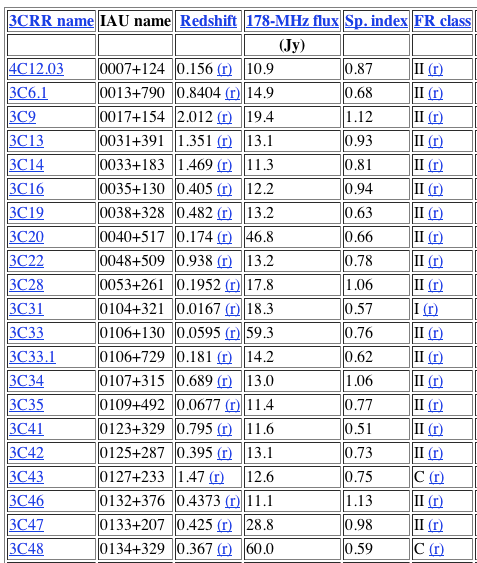 3CRR name IAU name Redshift 178-MHz flux Sp. index FR class
(Jy)
4C12.03 0007+124 0.156 (r) 10.9 0.87 II (r)
3C6.1 0013+790 0.8404 (r) 14.9 0.68 II (r)
3C9 0017+154 2.012 (r) 19.4 1.12 II (r)
3C13 0031+391 1.351 (r) 13.1 0.93 II (r)
3C14 0033+183 1.469 (r) 11.3 0.81 II (r)
3C16 0035+130 0.405 (r) 12.2 0.94 II (r)
3C19 0038+328 0.482 (r) 13.2 0.63 II (r)
3C20 0040+517 0.174 (r) 46.8 0.66 II (r)
3C22 0048+509 0.938 (r) 13.2 0.78 II (r)
3C28 0053+261 0.1952 (r) 17.8 1.06 II (r)
3C31 0104+321 0.0167 (r) 18.3 0.57 I (r)
3C33 0106+130 0.0595 (r) 59.3 0.76 II (r)
3C33.1 0106+729 0.181 (r) 14.2 0.62 II (r)
3C34 0107+315 0.689 (r) 13.0 1.06 II (r)
3C35 0109+492 0.0677 (r) 11.4 0.77 II (r)
3C41 0123+329 0.795 (r) 11.6 0.51 II (r)
3C42 0125+287 0.395 (r) 13.1 0.73 II (r)
3C43 0127+233 1.47 (r) 12.6 0.75 C (r)
3C46 0132+376 0.4373 (r) 11.1 1.13 II (r)
3C47 0133+207 0.425 (r) 28.8 0.98 II (r)
3C48 0134+329 0.367 (r) 60.0 0.59 C (r)